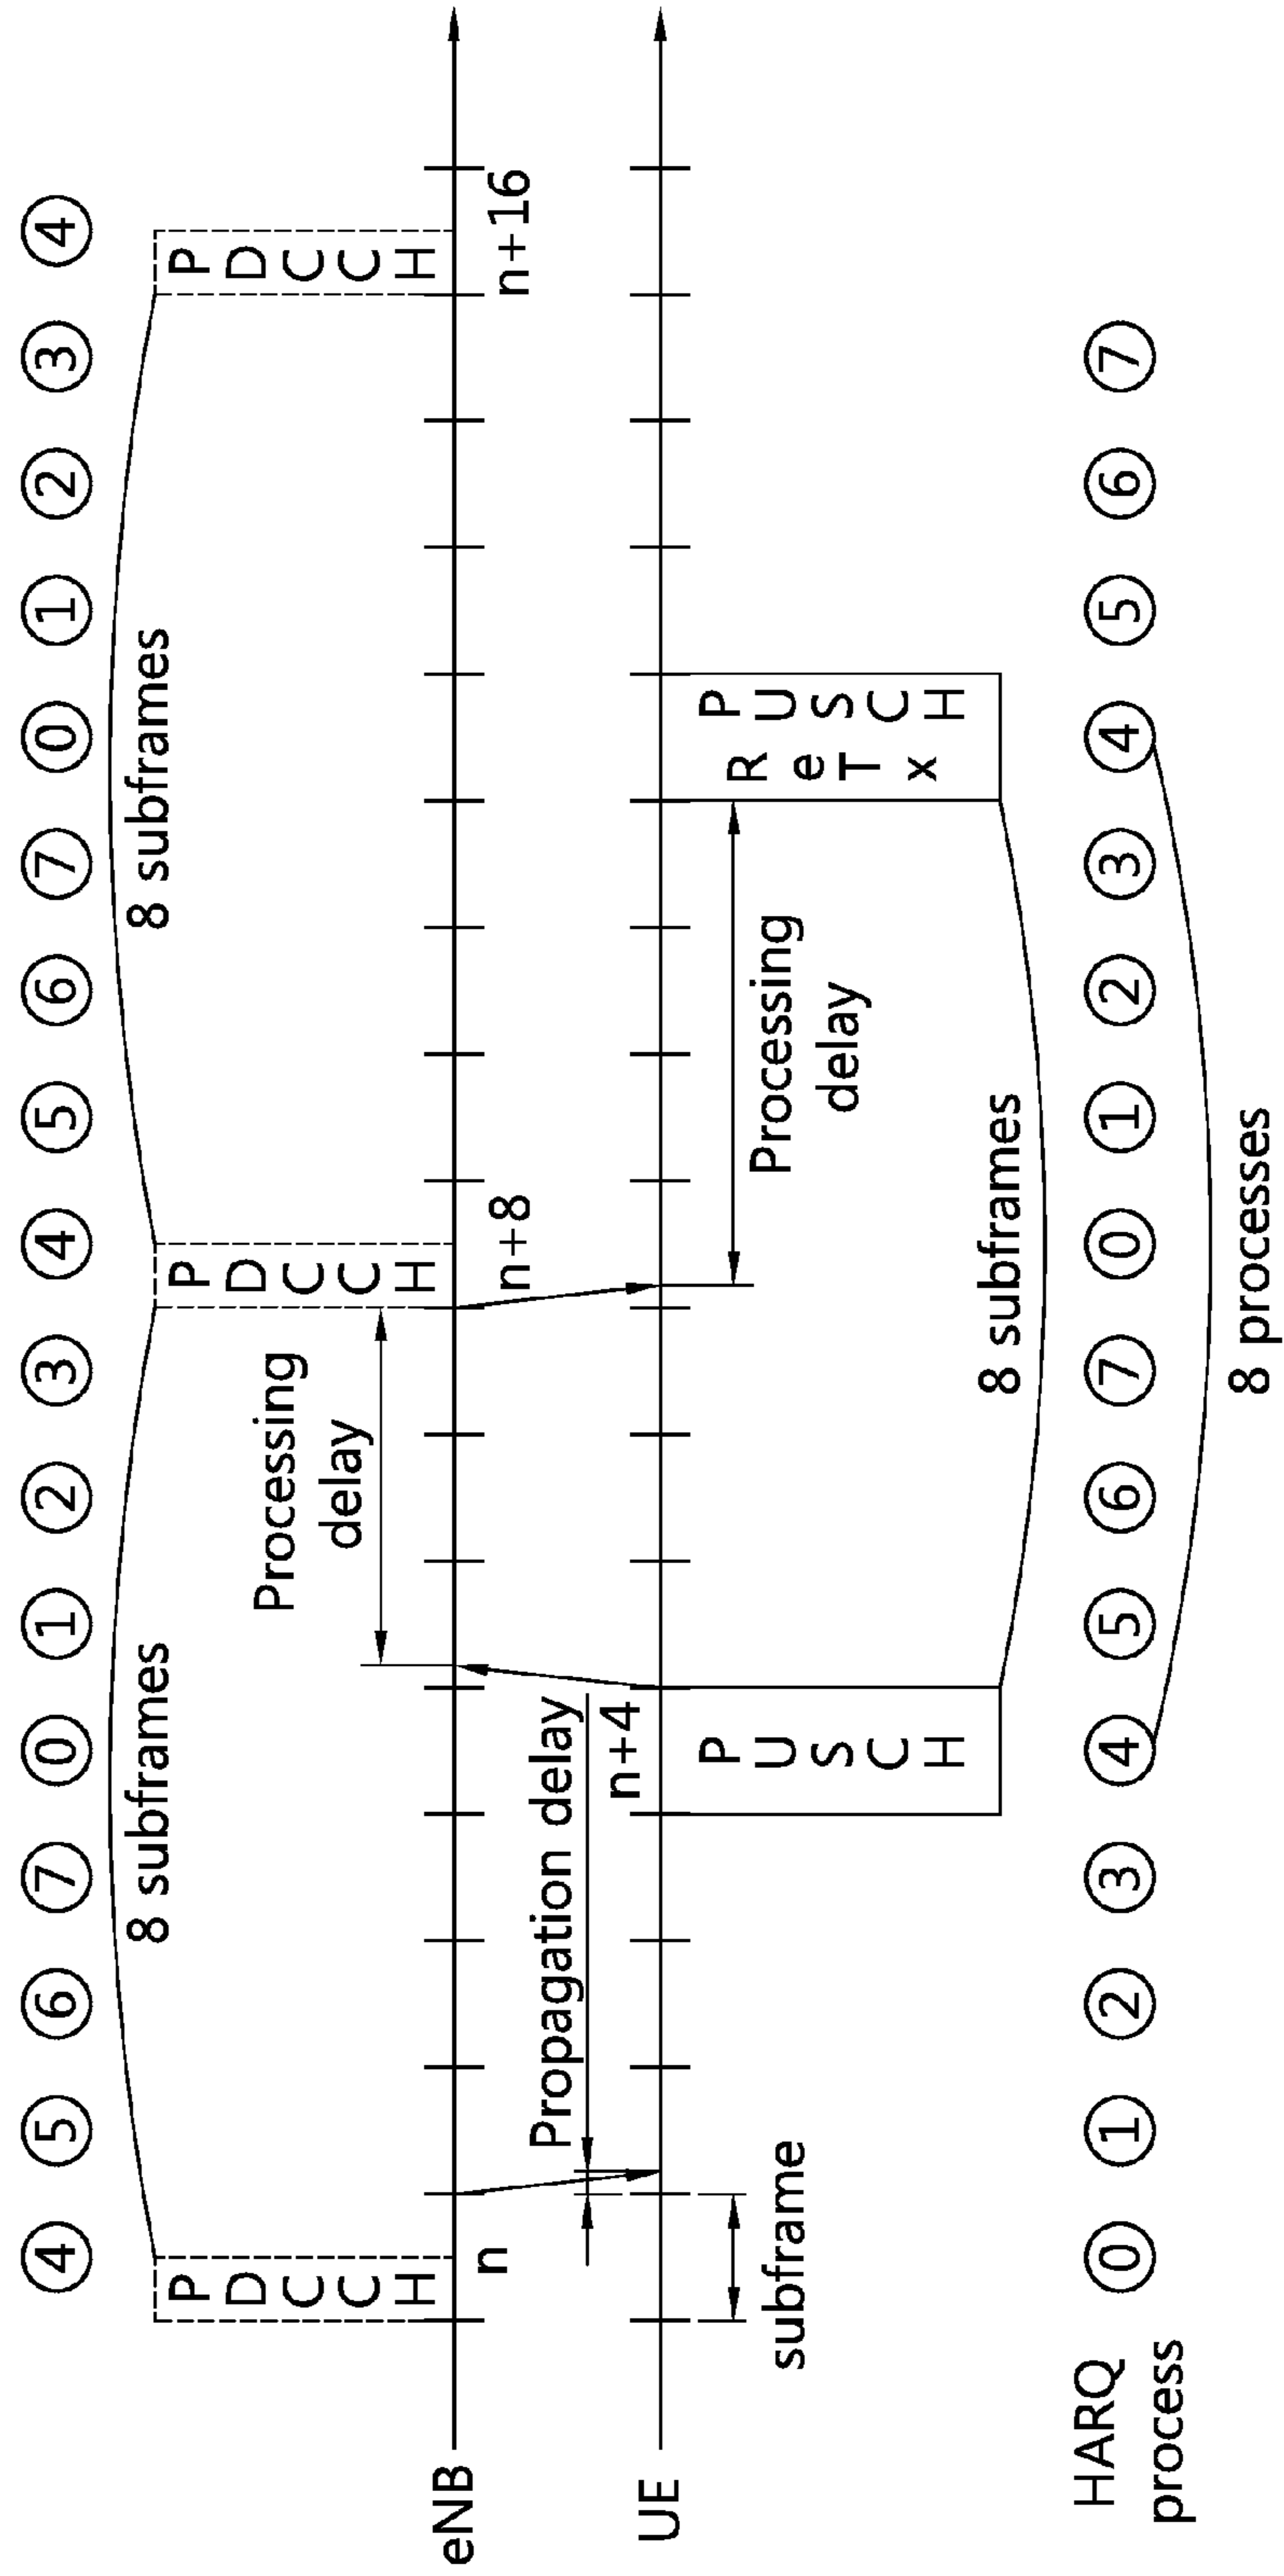 4 5 6 7 0 1 2 3 4 5 6 7 0 1 2 3 4
8 subframes 8 subframes
PDCCH PDCCH PDCCH
Processing
delay
eNB
n n+8 n+16
Propagation delay
n+4
UE
subframe
PUSCH
Processing
delay
PUSCH
ReTx
8 subframes
HARQ
process
0 1 2 3 4 5 6 7 0 1 2 3 4 5 6 7
8 processes